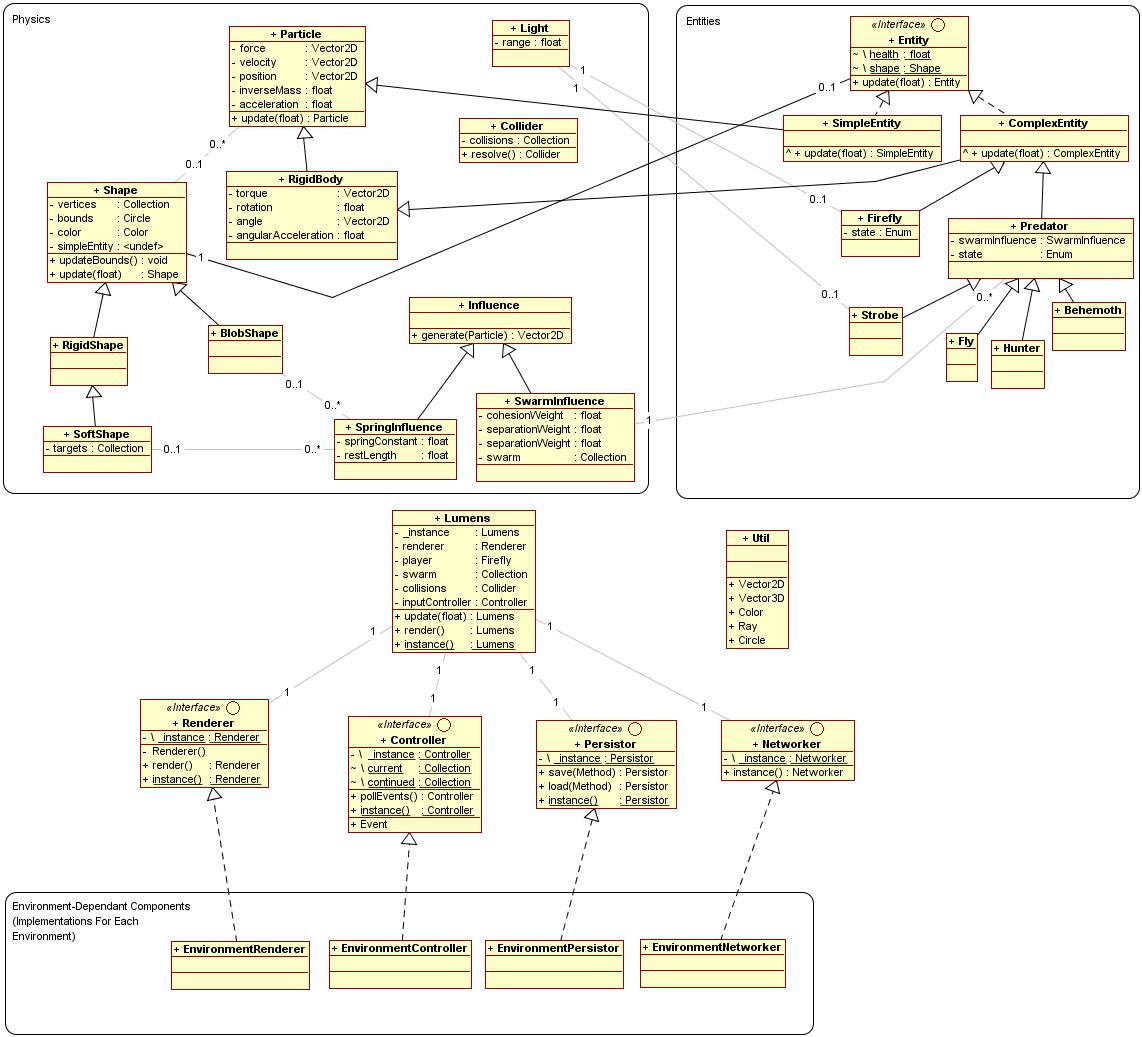 Physics
+ Particle
- force : Vector2D
- velocity : Vector2D
- position : Vector2D
- inverseMass : float
- acceleration : float
+ update(float) : Particle
+ Light
- range : float
+ Collider
- collisions : Collection
+ resolve() : Collider
+ Shape
- vertices : Collection
- bounds : Circle
- color : Color
- simpleEntity : <undef>
+ updateBounds() : void
+ update(float) : Shape
+ RigidBody
- torque : Vector2D
- rotation : float
- angle : Vector2D
- angularAcceleration : float
+ Influence
+ generate(Particle) : Vector2D
+ RigidShape
+ BlobShape
+ SoftShape
- targets : Collection
+ SpringInfluence
- springConstant : float
- restLength : float
+ SwarmInfluence
- cohesionWeight : float
- separationWeight : float
- separationWeight : float
- swarm : Collection
0..*
0..1
1
0..1
0..*
0..1
0..*
1
1
1
Entities
«Interface»
+ Entity
~ \ health : float
~ \ shape : Shape
+ update(float) : Entity
0..1
+ SimpleEntity
^ + update(float) : SimpleEntity
+ ComplexEntity
^ + update(float) : ComplexEntity
0..1
+ Firefly
- state : Enum
+ Predator
- swarmInfluence : SwarmInfluence
- state : Enum
0..1
0..*
+ Strobe
+ Fly
+ Hunter
+ Behemoth
+ Lumens
- _instance : Lumens
- renderer : Renderer
- player : Firefly
- swarm : Collection
- collisions : Collider
- inputController : Controller
+ update(float) : Lumens
+ render() : Lumens
+ instance() : Lumens
+ Util
+ Vector2D
+ Vector3D
+ Color
+ Ray
+ Circle
1
1
1
1
1
1
1
1
«Interface»
+ Renderer
- \ _instance : Renderer
- Renderer()
+ render() : Renderer
+ instance() : Renderer
«Interface»
+ Controller
- \ _instance : Controller
~ \ current : Collection
~ \ continued : Collection
+ pollEvents() : Controller
+ instance() : Controller
+ Event
«Interface»
+ Persistor
- \ _instance : Persistor
+ save(Method) : Persistor
+ load(Method) : Persistor
+ instance() : Persistor
«Interface»
+ Networker
- \ _instance : Networker
+ instance() : Networker
Environment-Dependant Components
(Implementations For Each
Environment)
+ EnvironmentRenderer
+ EnvironmentController
+ EnvironmentPersistor
+ EnvironmentNetworker